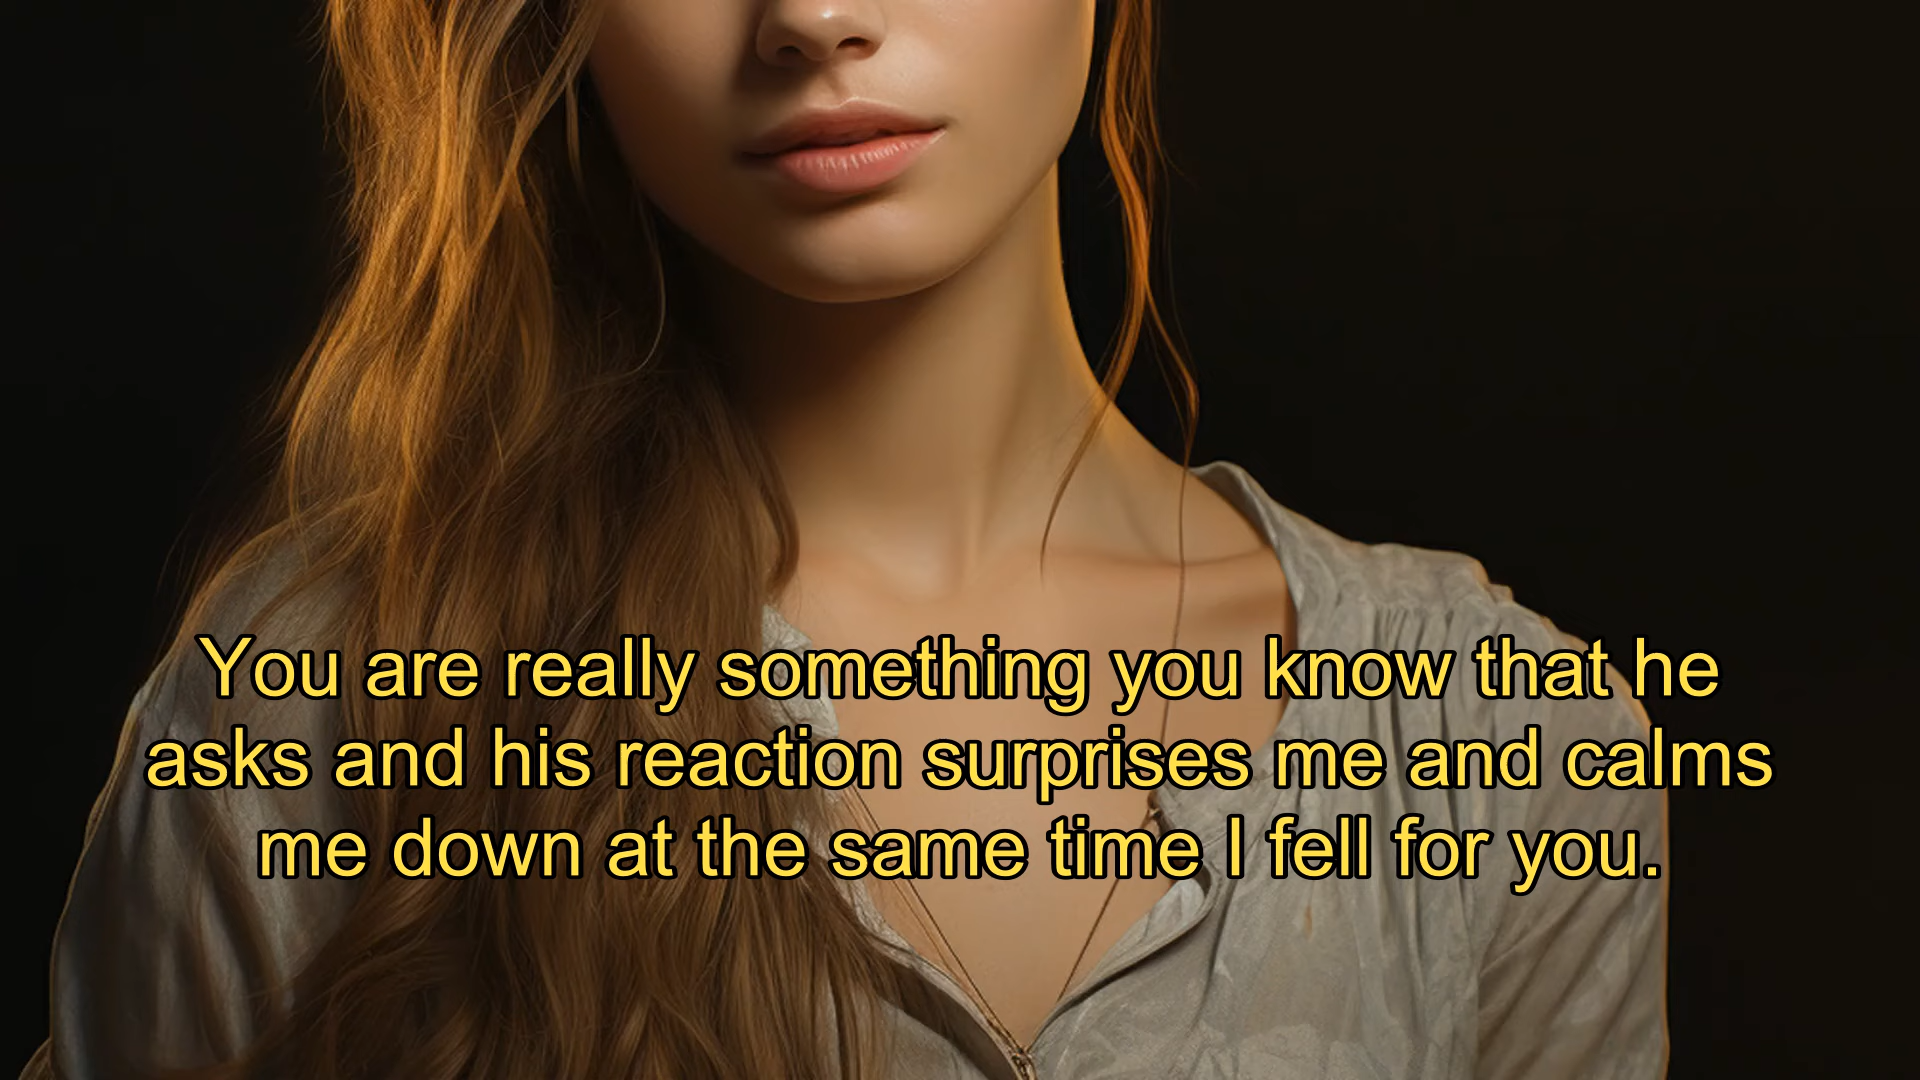 You are really something you know that he
asks and his reaction surprises me and calms
me down at the same time I fell for you.